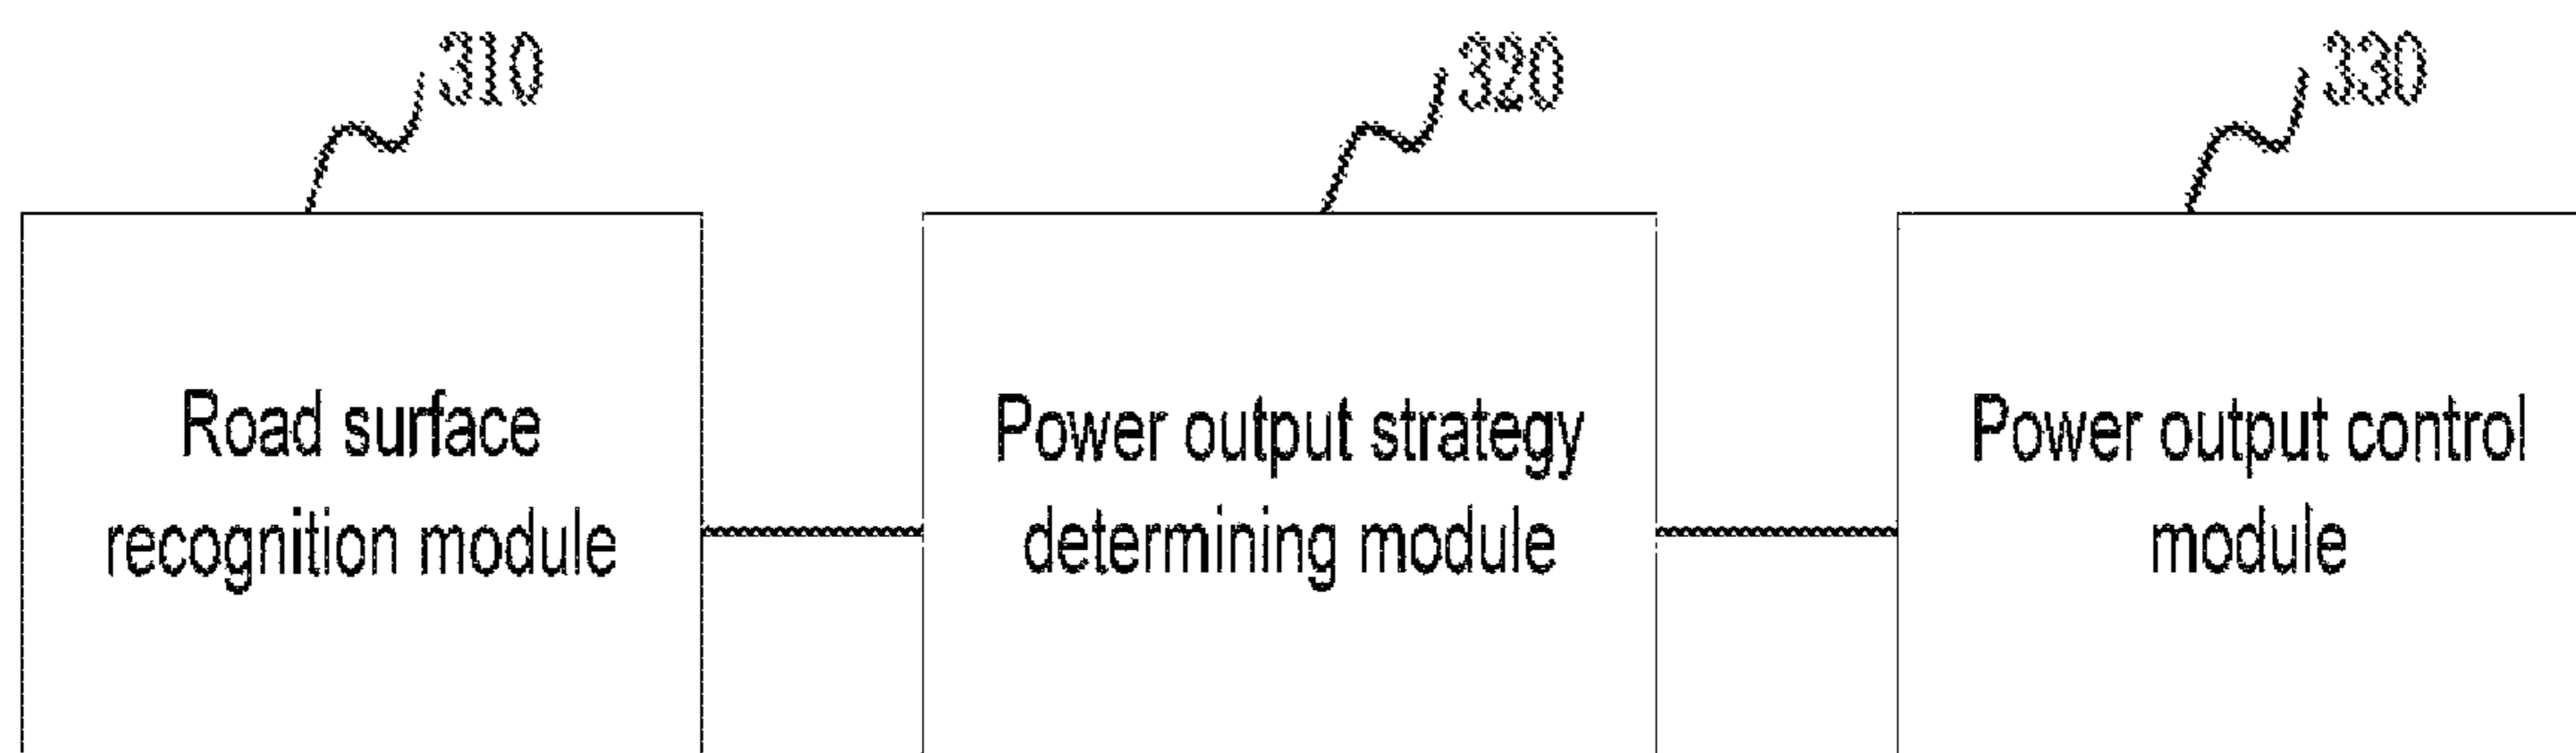 310
320
330
Road surface
recognition module
Power output strategy
determining module
Power output control
module